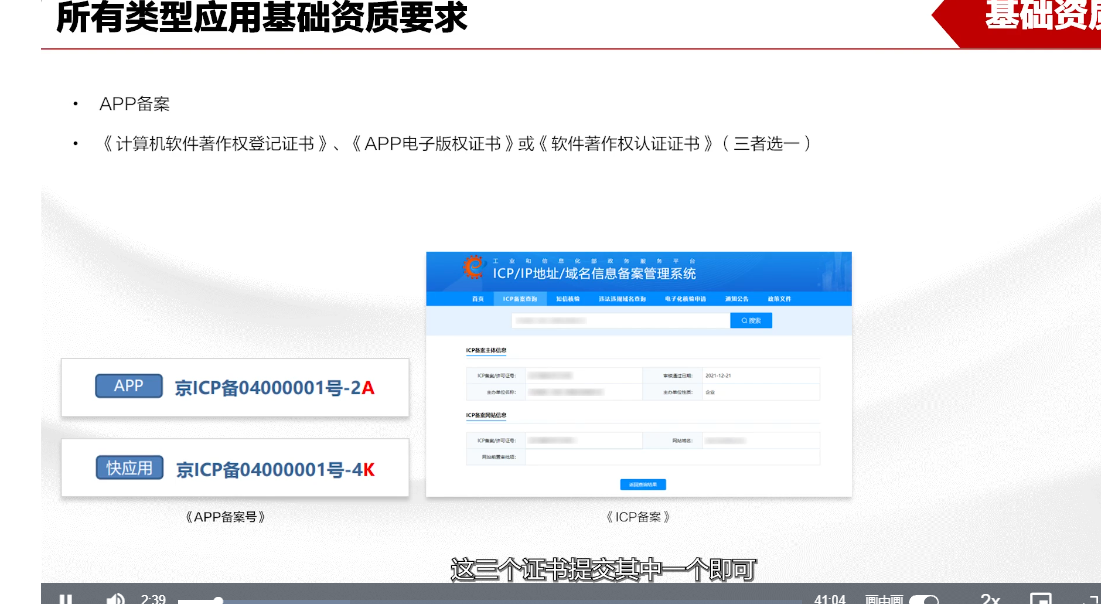 所有类型应用基础资质要求
基础资质
• APP备案
• 《计算机软件著作权登记证书》、《APP电子版权证书》或《软件著作权认证证书》（三者选一）
工业和信息化部政务服务平台
ICP/IP地址/域名信息备案管理系统
首页 ICP备案查询 短信核验 违法违规域名查询 电子化核验申请 通知公告 政策文件
搜索
ICP备案主体信息
ICP备案/许可证号: 审核通过日期: 2021-12-21
主办单位名称: 主办单位性质: 企业
ICP备案网站信息
ICP备案/许可证号: 网站域名:
网站前置审批项:
返回查询结果
APP 京ICP备04000001号-2A
快应用 京ICP备04000001号-4K
《APP备案号》
《ICP备案》
这三个证书提交其中一个即可
2:39 41:04 画中画 2x